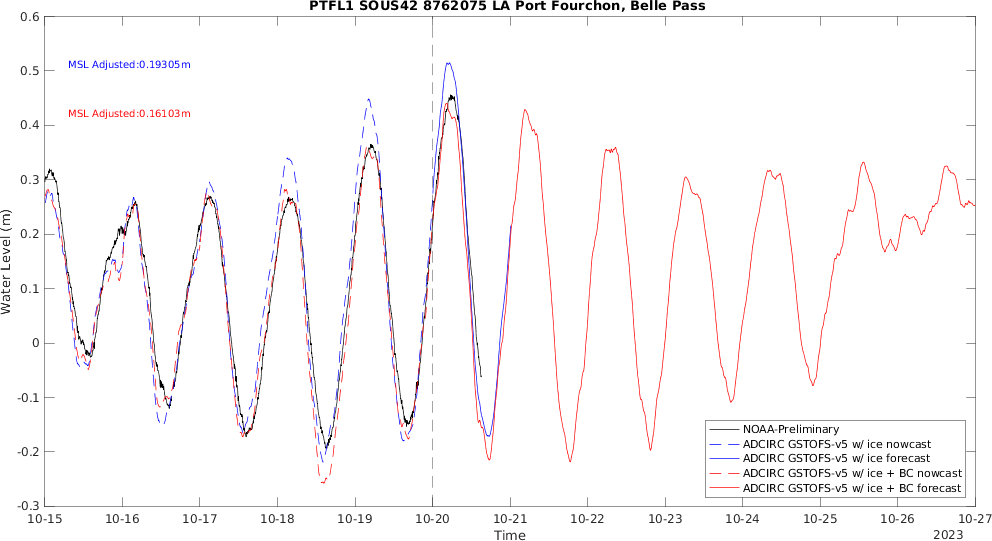 PTFL1 SOUS42 8762075 LA Port Fourchon, Belle Pass
0.6
0.5
0.4
0.3
0.2
0.1
0
-0.1
-0.2
-0.3
Water Level (m)
MSL Adjusted:0.19305m
MSL Adjusted:0.16103m
NOAA-Preliminary
ADCIRC GSTOFS-v5 w/ ice nowcast
ADCIRC GSTOFS-v5 w/ ice forecast
ADCIRC GSTOFS-v5 w/ ice + BC nowcast
ADCIRC GSTOFS-v5 w/ ice + BC forecast
10-15 10-16 10-17 10-18 10-19 10-20 10-21 10-22 10-23 10-24 10-25 10-26 10-27
Time
2023